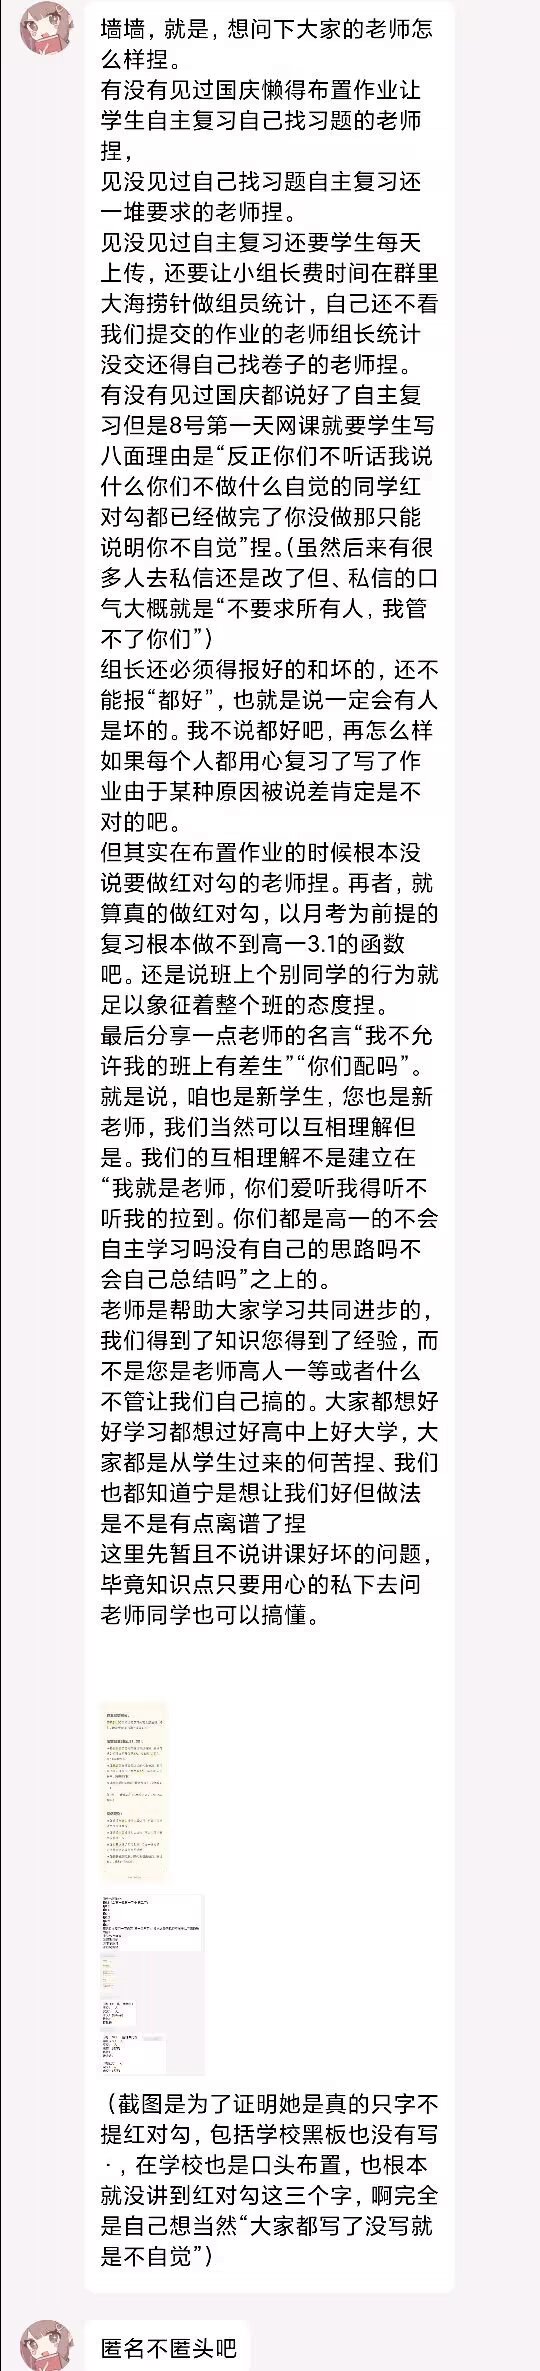 墙墙，就是，想问下大家的老师怎
么样捏。
有没有见过国庆懒得布置作业让
学生自主复习自己找习题的老师
捏，
见没见过自己找习题自主复习还
一堆要求的老师捏。
见没见过自主复习还要学生每天
上传，还要让小组长费时间在群里
大海捞针做组员统计，自己还不看
我们提交的作业的老师组长统计
没交还得自己找卷子的老师捏。
有没有见过国庆都说好了自主复
习但是8号第一天网课就要学生写
八面理由是“反正你们不听话我说
什么你们不做什么自觉的同学红
对勾都已经做完了你没做那只能
说明你不自觉”捏。（虽然后来有很
多人去私信还是改了但、私信的口
气大概就是“不要求所有人，我管
不了你们”）
组长还必须得报好的和坏的，还不
能报“都好”，也就是说一定会有人
是坏的。我不说都好吧，再怎么样
如果每个人都用心复习了写了作
业由于某种原因被说差肯定是不
对的吧。
但其实在布置作业的时候根本没
说要做红对勾的老师捏。再者，就
算真的做红对勾，以月考为前提的
复习根本做不到高一3.1的函数
吧。还是说班上个别同学的行为就
足以象征着整个班的态度捏。
最后分享一点老师的名言“我不允
许我的班上有差生”“你们配吗”。
就是说，咱也是新学生，您也是新
老师，我们当然可以互相理解但
是。我们的互相理解不是建立在
“我就是老师，你们爱听我得听不
听我的拉到。你们都是高一的不会
自主学习吗没有自己的思路吗不
会自己总结吗”之上的。
老师是帮助大家学习共同进步的，
我们得到了知识您得到了经验，而
不是您是老师高人一等或者什么
不管让我们自己搞的。大家都想好
好学习都想过好高中上好大学，大
家都是从学生过来的何苦捏、我们
也都知道宁是想让我们好但做法
是不是有点离谱了捏
这里先暂且不说讲课好坏的问题，
毕竟知识点只要用心的私下去问
老师同学也可以搞懂。
（截图是为了证明她是真的只字不
提红对勾，包括学校黑板也没有写
·，在学校也是口头布置，也根本
就没讲到红对勾这三个字，啊完全
是自己想当然“大家都写了没写就
是不自觉”）
匿名不匿头吧